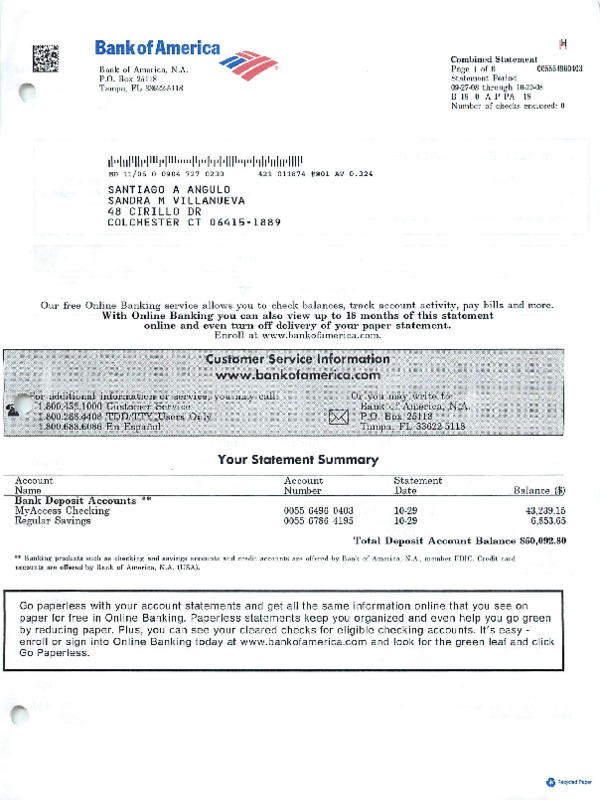 Bank of America
Bank of America, N.A.
P.O. Box 25118
Tampa, FL 33622-5118
H
Combined Statement
Page 1 of 6 005564960403
Statement Period
09-27-08 through 10-29-08
B 18 0 A P PA 18
Number of checks enclosed: 0
421 011874 #@01 AV 0.324
SANTIAGO A ANGULO
SANDRA M VILLANUEVA
48 CIRILLO DR
COLCHESTER CT 06415-1889
Our free Online Banking service allows you to check balances, track account activity, pay bills and more.
With Online Banking you can also view up to 18 months of this statement
online and even turn off delivery of your paper statement.
Enroll at www.bankofamerica.com.
Customer Service Information
www.bankofamerica.com
For additional information or service, you may call:
1.800.432.1000 Customer Service
1.800.288.4408 TDD/TTY Users Only
1.800.688.6086 En Español
Or you may write to:
Bank of America, N.A.
P.O. Box 25118
Tampa, FL 33622-5118
Your Statement Summary
Account Name Account Number Statement Date Balance ($)
Bank Deposit Accounts **
MyAccess Checking 0055 6496 0403 10-29 43,239.15
Regular Savings 0055 6786 4195 10-29 6,853.65
Total Deposit Account Balance $50,092.80
** Banking products such as checking and savings accounts and credit accounts are offered by Bank of America, N.A., member FDIC. Credit card
accounts are offered by Bank of America, N.A. (USA).
Go paperless with your account statements and get all the same information online that you see on
paper for free in Online Banking. Paperless statements keep you organized and even help you go green
by reducing paper. Plus, you can see your cleared checks for eligible checking accounts. It's easy -
enroll or sign into Online Banking today at www.bankofamerica.com and look for the green leaf and click
Go Paperless.
Recycled Paper